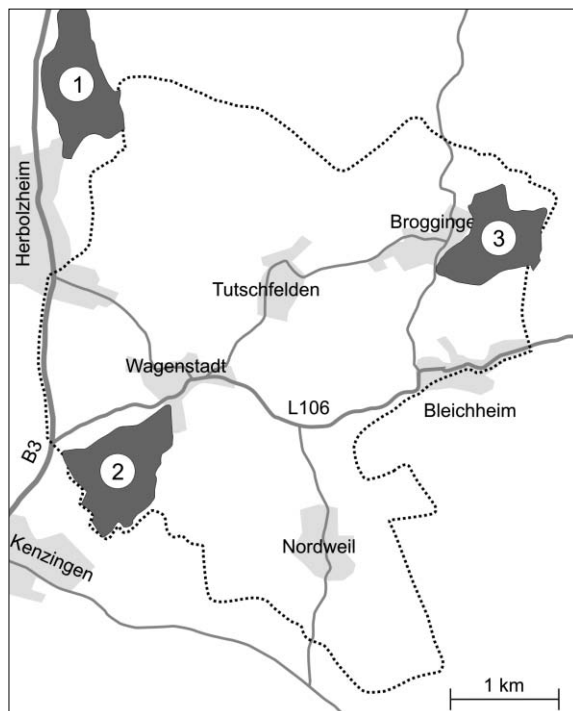 1
Herbolzheim
Brogginge
3
Tutschfelden
Wagenstadt
L106
Bleichheim
B3
2
Nordweil
Kenzingen
1 km